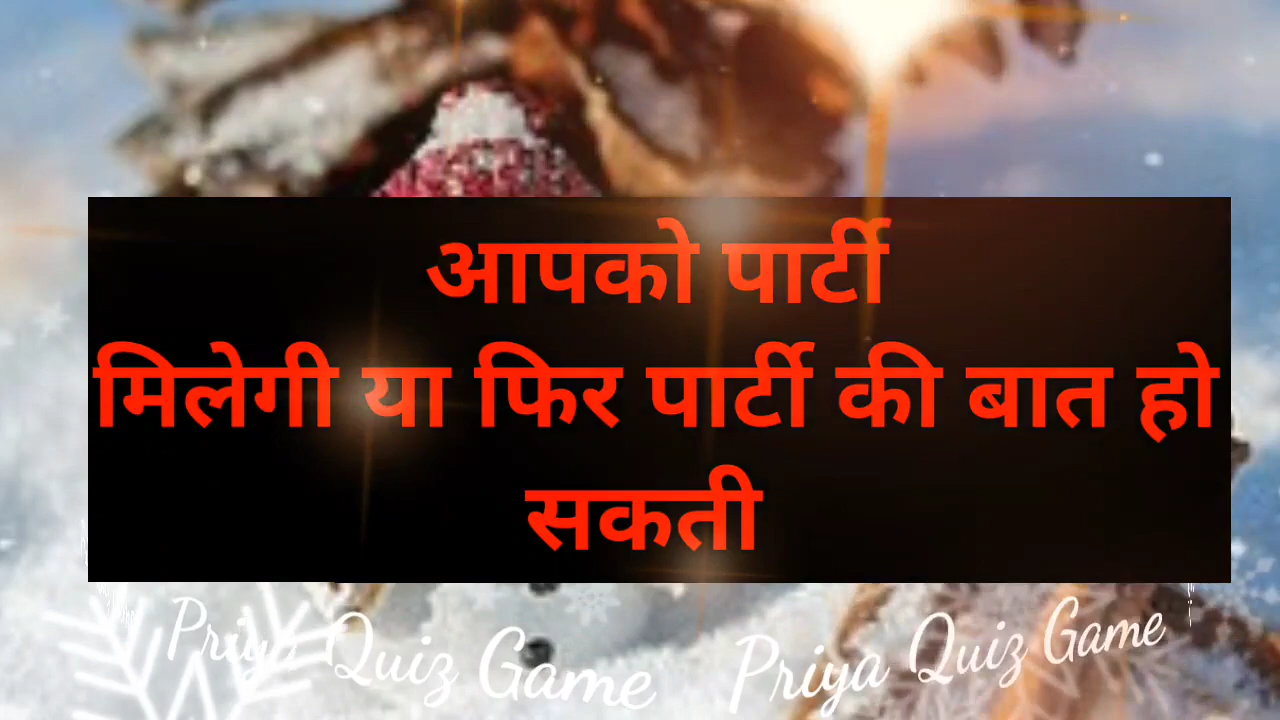 आपको पार्टी
मिलेगी या फिर पार्टी की बात हो
सकती
Priya Quiz Game Priya Quiz Game